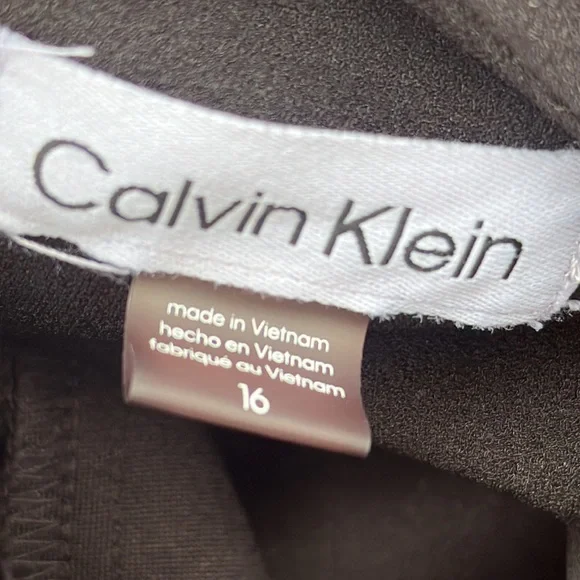 Calvin Klein
made in Vietnam
hecho en Vietnam
fabriqué au Vietnam
16